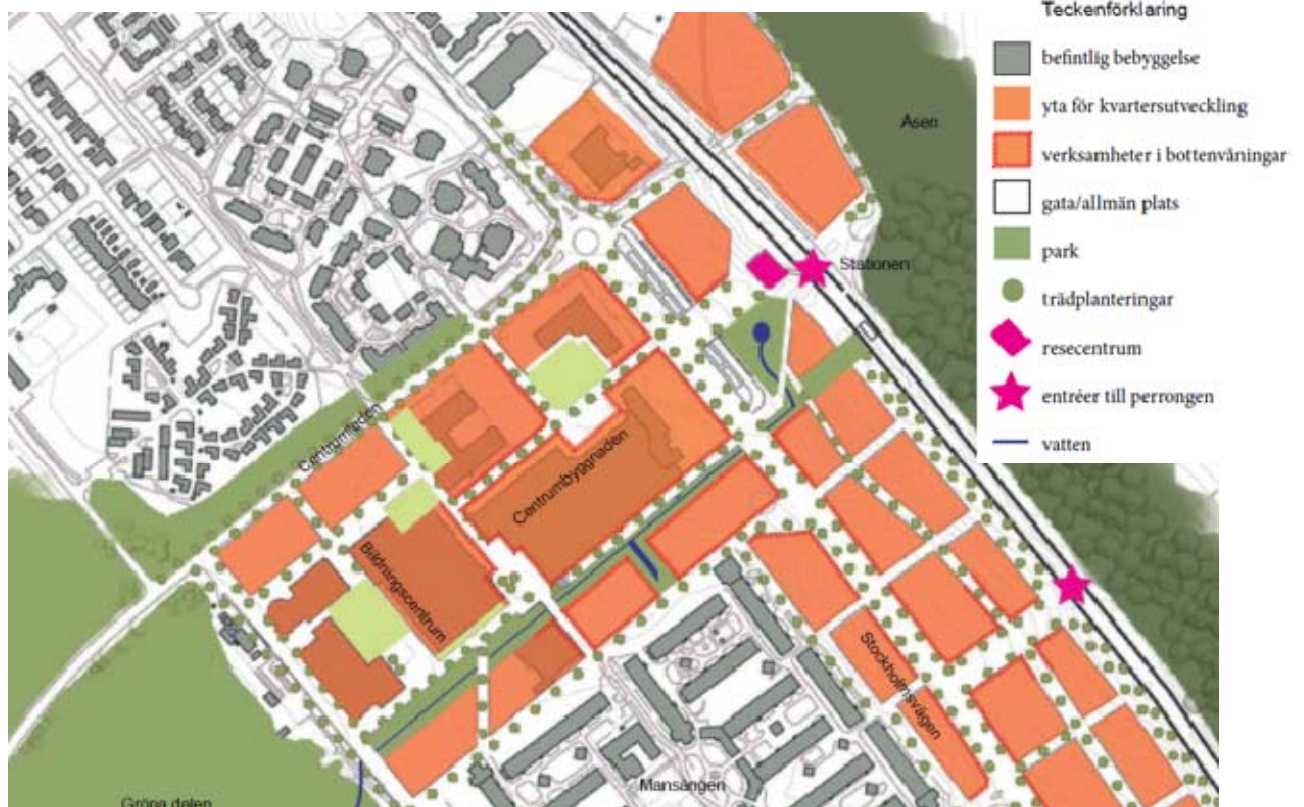 Teckenförklaring
befintlig bebyggelse
yta för kvartersutveckling
verksamheter i bottenvåningar
gata/allmän plats
park
trädplanteringar
resecentrum
entréer till perrongen
vatten
Åsen
Stationen
Centrumleden
Centrumbyggnaden
Bildningscentrum
Stockholmsvägen
Mansängen
Gröna dalen